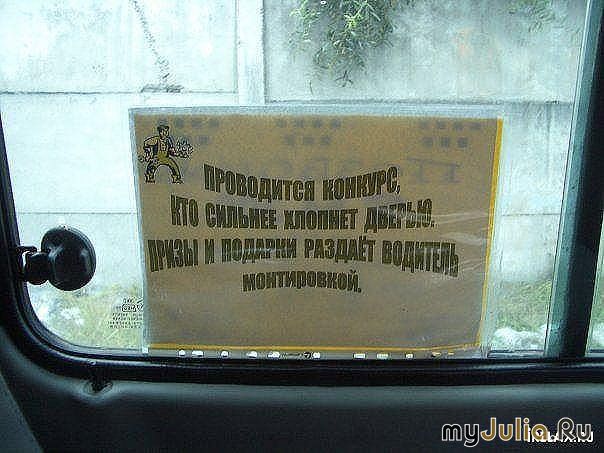 ПРОВОДИТСЯ КОНКУРС,
КТО СИЛЬНЕЕ ХЛОПНЕТ ДВЕРЬЮ.
ПРИЗЫ И ПОДАРКИ РАЗДАЁТ ВОДИТЕЛЬ
МОНТИРОВКОЙ.
myJulia.Ru